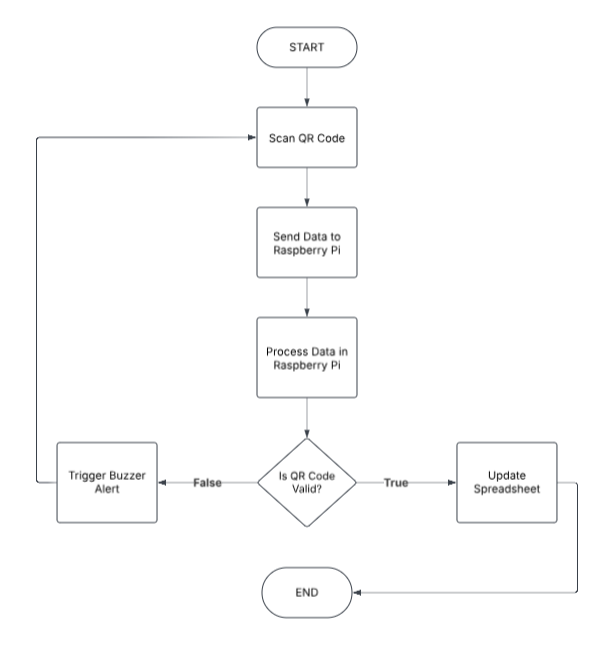 START
Scan QR Code
Send Data to
Raspberry Pi
Process Data in
Raspberry Pi
Is QR Code
Valid?
False
Trigger Buzzer
Alert
True
Update
Spreadsheet
END